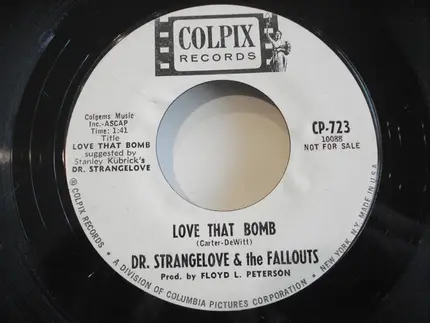 COLPIX
RECORDS
Colgems Music
Inc.-ASCAP
Time: 1:41
Title
LOVE THAT BOMB
suggested by
Stanley Kubrick's
DR. STRANGELOVE
CP-723
10088
NOT FOR SALE
LOVE THAT BOMB
(Carter-DeWitt)
DR. STRANGELOVE & the FALLOUTS
Prod. by FLOYD L. PETERSON
® COLPIX RECORDS • A DIVISION OF COLUMBIA PICTURES CORPORATION • NEW YORK, N.Y. MADE IN U.S.A.